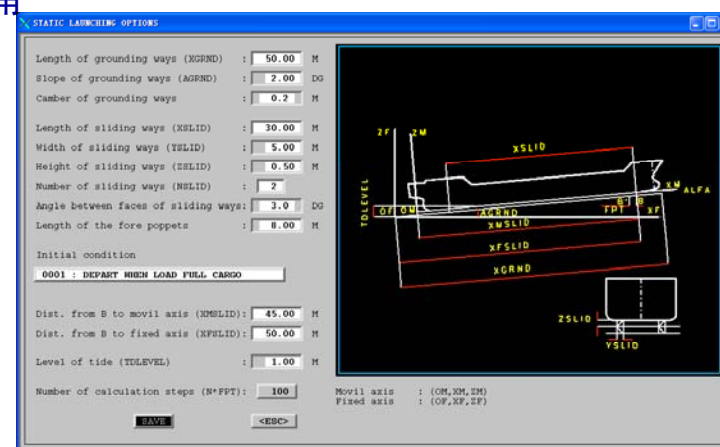 用
STATIC LAUNCHING OPTIONS
Length of grounding ways (XGRND) : 50.00 M
Slope of grounding ways (AGRND) : 2.00 DG
Camber of grounding ways : 0.2 M
Length of sliding ways (XSLID) : 30.00 M
Width of sliding ways (YSLID) : 5.00 M
Height of sliding ways (ZSLID) : 0.50 M
Number of sliding ways (NSLID) : 2
Angle between faces of sliding ways: 3.0 DG
Length of the fore poppets : 8.00 M
Initial condition
0001 : DEPART WHEN LOAD FULL CARGO
Dist. from B to movil axis (XMSLID): 45.00 M
Dist. from B to fixed axis (XFSLID): 50.00 M
Level of tide (TDLEVEL) : 1.00 M
Number of calculation steps (N*FPT): 100
SAVE <ESC>
ZF ZM
XSLID
XM ALFA
TDLEVEL
OF OM AGRND FPT B' B XF
XMSLID
XFSLID
XGRND
ZSLID
YSLID
Movil axis : (OM,XM,ZM)
Fixed axis : (OF,XF,ZF)